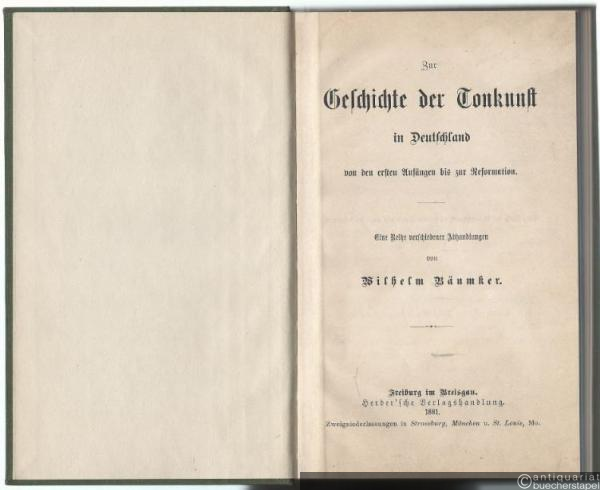 Zur
Geschichte der Tonkunst
in Deutschland
von den ersten Anfängen bis zur Reformation.
Eine Reihe verschiedener Abhandlungen
von
Wilhelm Bäumker.
Freiburg im Breisgau.
Herder'sche Verlagshandlung.
1881.
Zweigniederlassungen in Strassburg, München u. St. Louis, Mo.
© antiquariat
buecherstapel